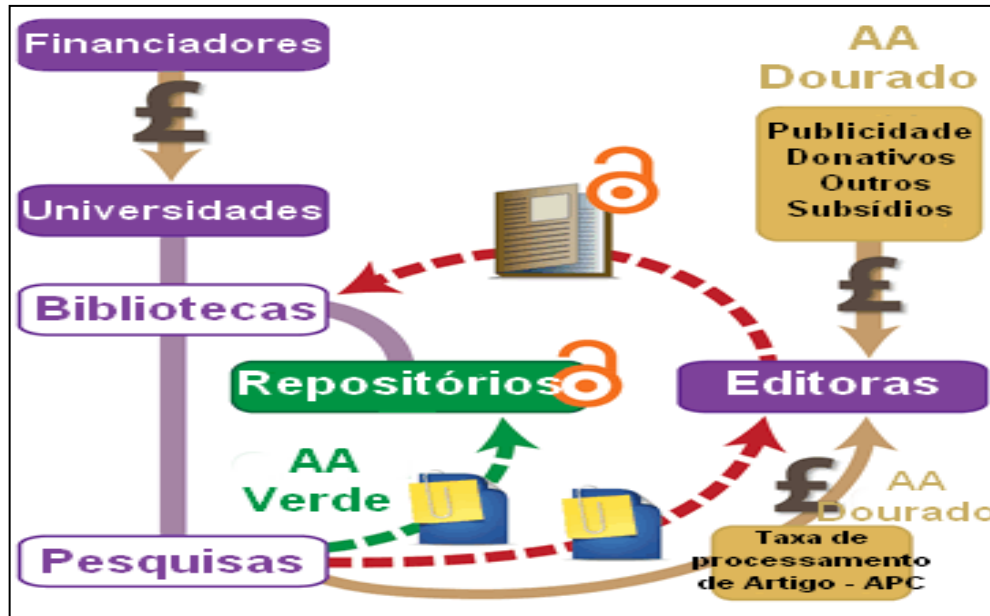 Financiadores
£
Universidades
Bibliotecas
Repositórios
AA
Verde
Pesquisas
AA
Dourado
Publicidade
Donativos
Outros
Subsídios
£
Editoras
£
AA
Dourado
Taxa de
processamento
de Artigo - APC